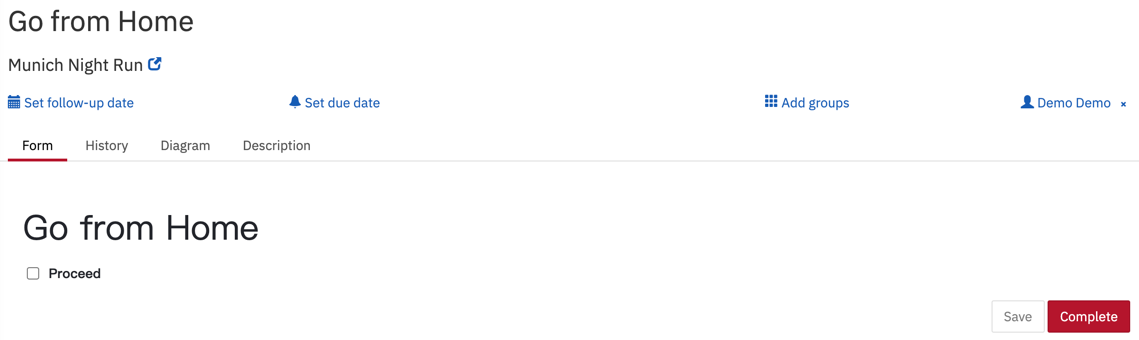 Go from Home
Munich Night Run
Set follow-up date Set due date Add groups Demo Demo ×
Form History Diagram Description
Go from Home
Proceed
Save Complete